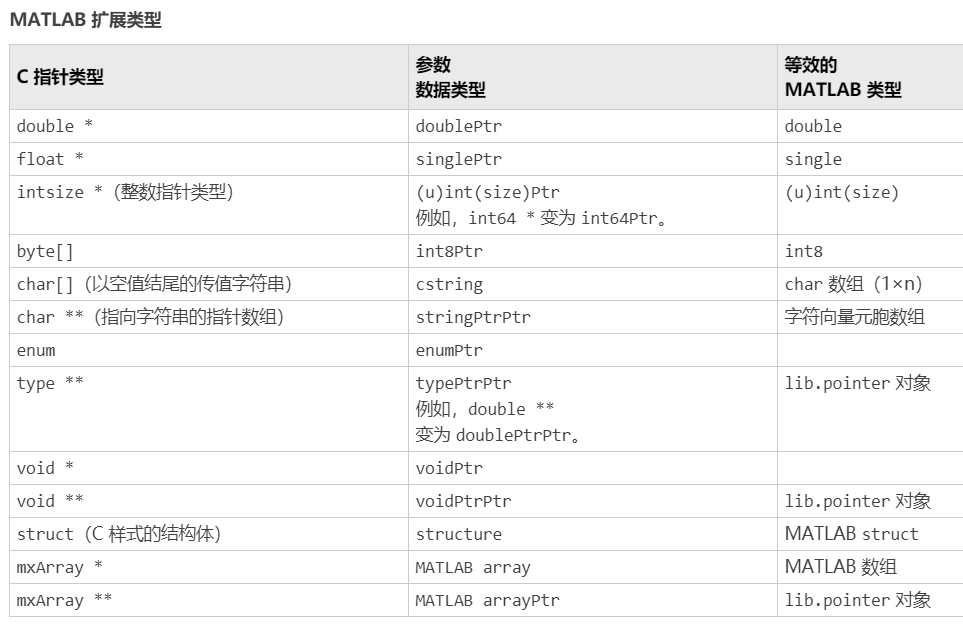 MATLAB 扩展类型
C 指针类型
参数
数据类型
等效的
MATLAB 类型
double *
doublePtr
double
float *
singlePtr
single
intsize *（整数指针类型）
(u)int(size)Ptr
例如，int64 * 变为 int64Ptr。
(u)int(size)
byte[]
int8Ptr
int8
char[]（以空值结尾的传值字符串）
cstring
char 数组（1×n）
char **（指向字符串的指针数组）
stringPtrPtr
字符向量元胞数组
enum
enumPtr
type **
typePtrPtr
例如，double **
变为 doublePtrPtr。
lib.pointer 对象
void *
voidPtr
void **
voidPtrPtr
lib.pointer 对象
struct（C 样式的结构体）
structure
MATLAB struct
mxArray *
MATLAB array
MATLAB 数组
mxArray **
MATLAB arrayPtr
lib.pointer 对象